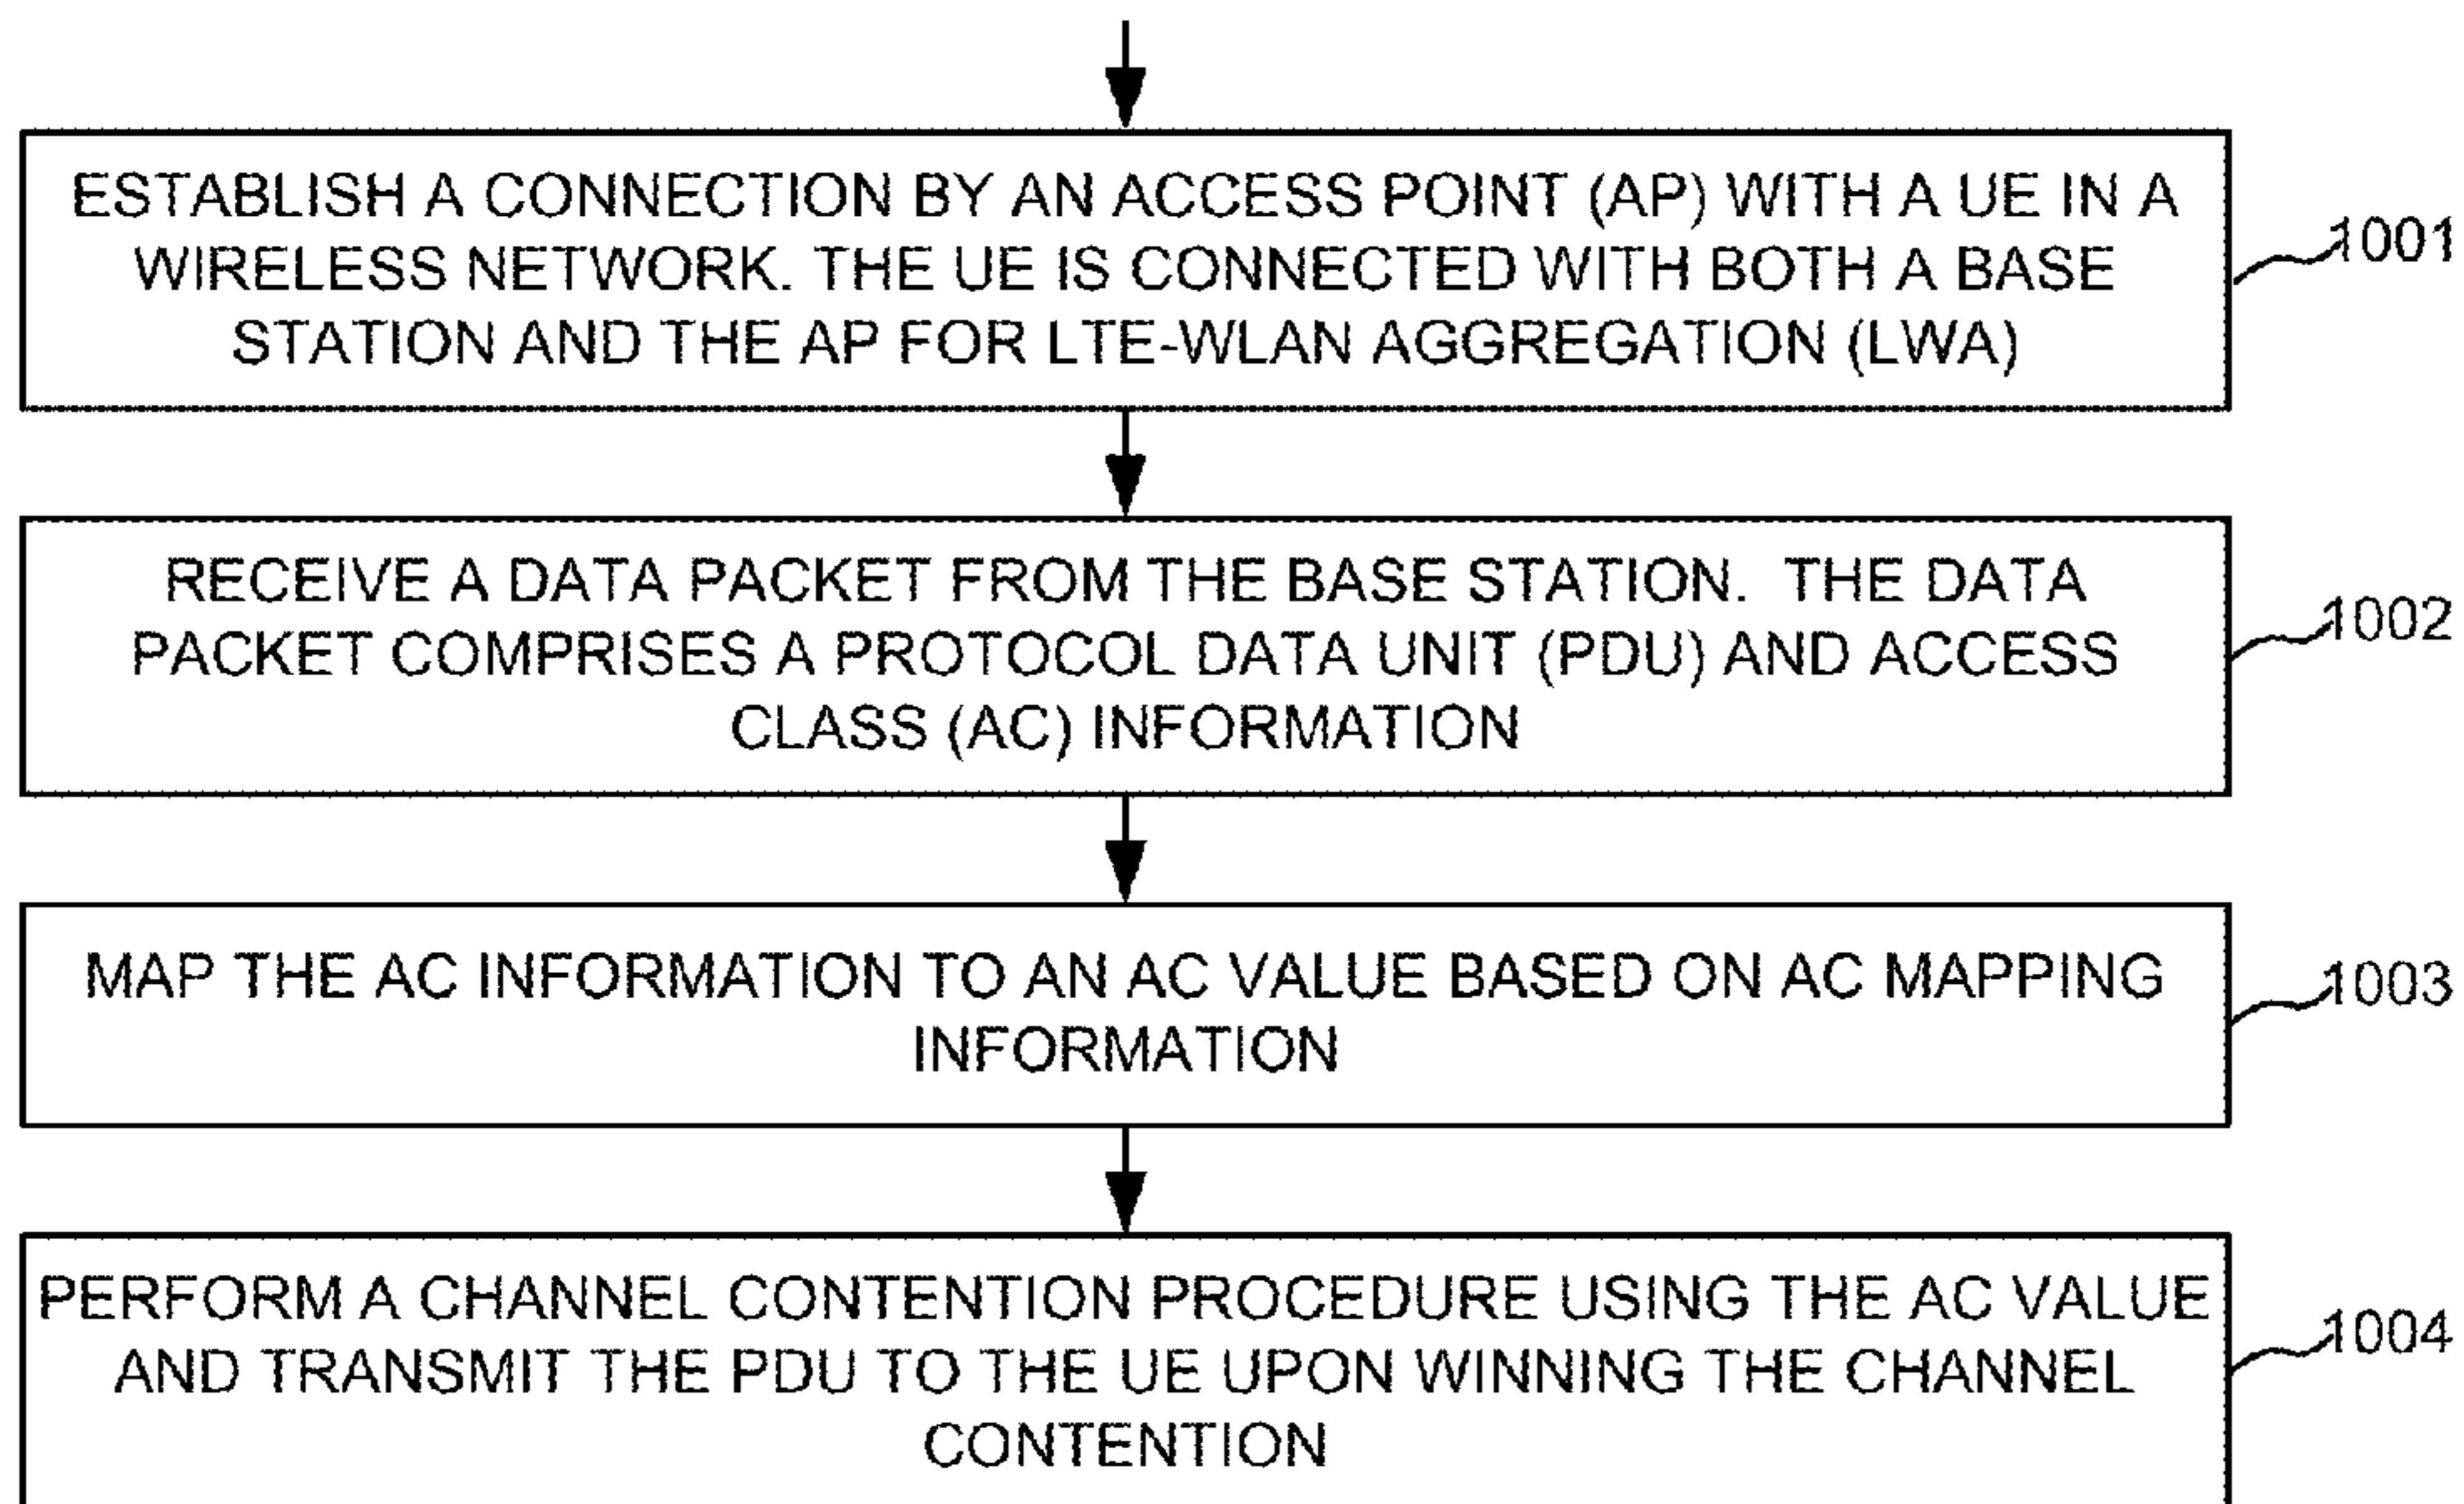 ESTABLISH A CONNECTION BY AN ACCESS POINT (AP) WITH A UE IN A
WIRELESS NETWORK. THE UE IS CONNECTED WITH BOTH A BASE
STATION AND THE AP FOR LTE-WLAN AGGREGATION (LWA)
1001
RECEIVE A DATA PACKET FROM THE BASE STATION. THE DATA
PACKET COMPRISES A PROTOCOL DATA UNIT (PDU) AND ACCESS
CLASS (AC) INFORMATION
1002
MAP THE AC INFORMATION TO AN AC VALUE BASED ON AC MAPPING
INFORMATION
1003
PERFORM A CHANNEL CONTENTION PROCEDURE USING THE AC VALUE
AND TRANSMIT THE PDU TO THE UE UPON WINNING THE CHANNEL
CONTENTION
1004